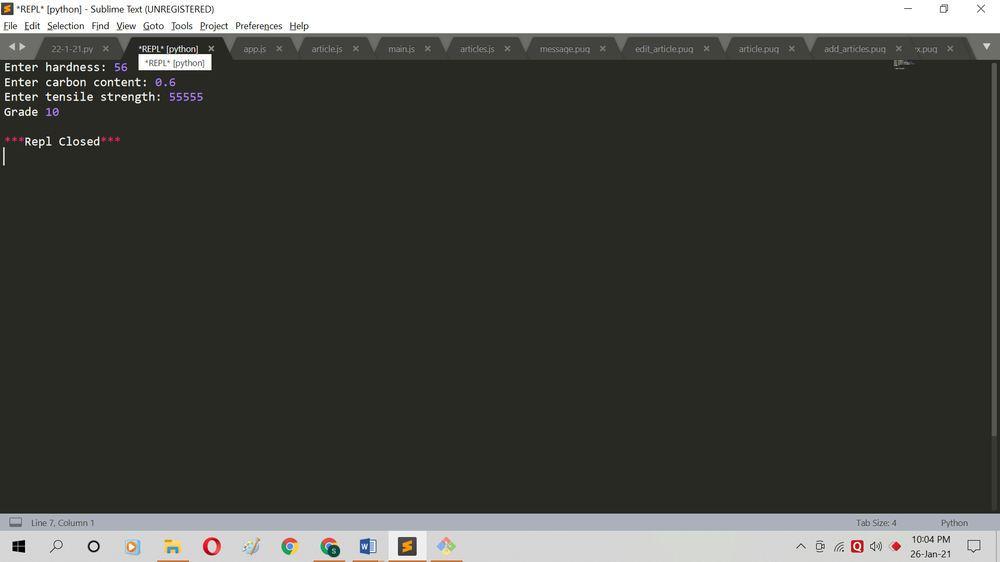 *REPL* [python] - Sublime Text (UNREGISTERED)
File Edit Selection Find View Goto Tools Project Preferences Help
22-1-21.py *REPL* [python] app.js article.js main.js articles.js message.pug edit_article.pug article.pug add_articles.pug x.pug
*REPL* [python]
Enter hardness: 56
Enter carbon content: 0.6
Enter tensile strength: 55555
Grade 10
***Repl Closed***
Line 7, Column 1
Tab Size: 4
Python
10:04 PM
26-Jan-21